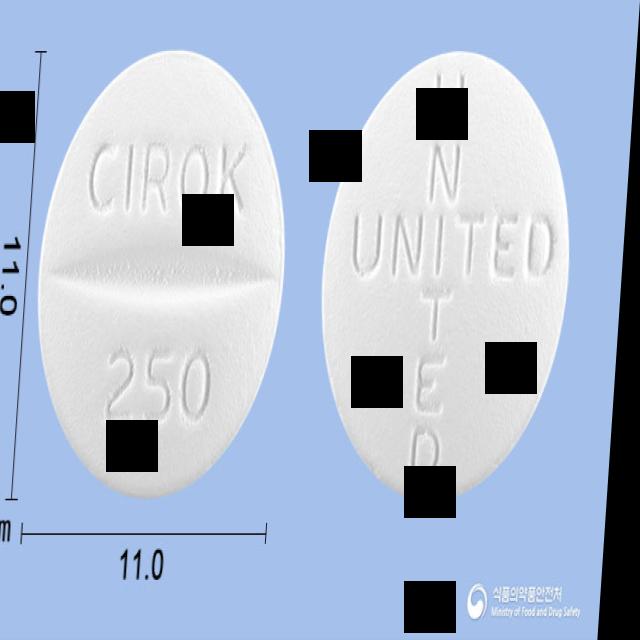 CIROK
250
UNITED
UNITED
11.0
11.0
m
식품의약품안전처
Ministry of Food and Drug Safety